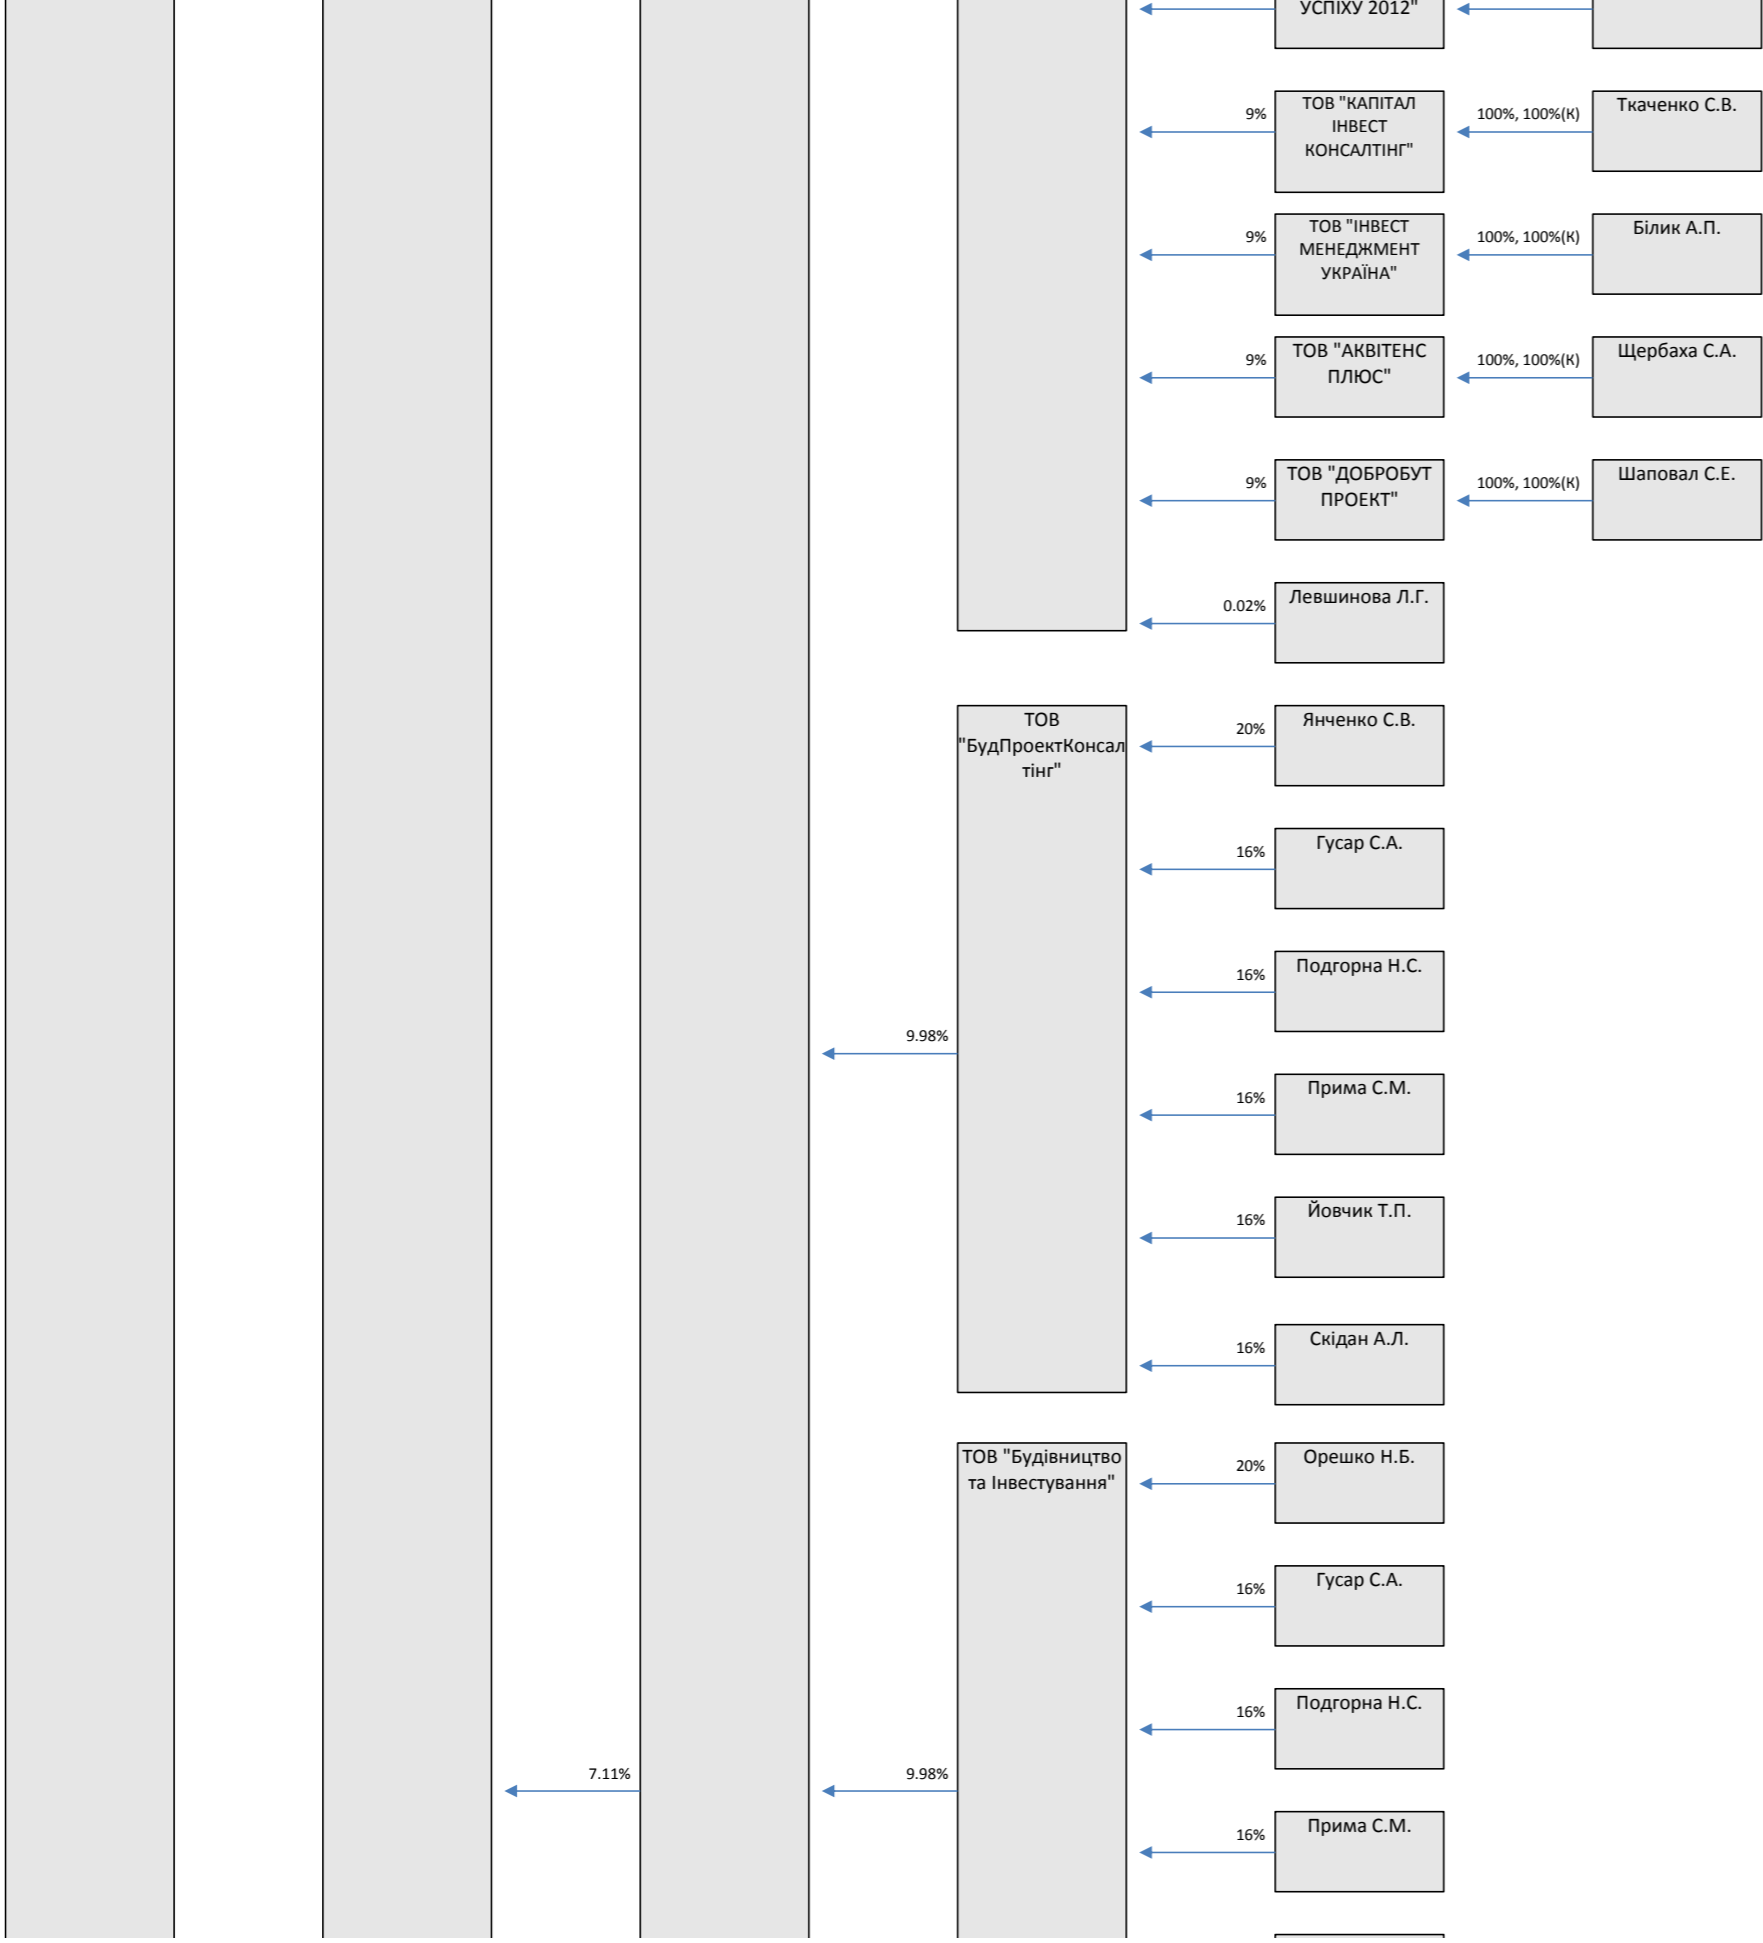 УСПІХУ 2012"
9%
ТОВ "КАПІТАЛ
ІНВЕСТ
КОНСАЛТІНГ"
100%, 100%(К)
Ткаченко С.В.
9%
ТОВ "ІНВЕСТ
МЕНЕДЖМЕНТ
УКРАЇНА"
100%, 100%(К)
Білик А.П.
9%
ТОВ "АКВІТЕНС
ПЛЮС"
100%, 100%(К)
Щербаха С.А.
9%
ТОВ "ДОБРОБУТ
ПРОЕКТ"
100%, 100%(К)
Шаповал С.Е.
0.02%
Левшинова Л.Г.
ТОВ
"БудПроектКонсал
тінг"
20%
Янченко С.В.
16%
Гусар С.А.
16%
Подгорна Н.С.
9.98%
16%
Прима С.М.
16%
Йовчик Т.П.
16%
Скідан А.Л.
ТОВ "Будівництво
та Інвестування"
20%
Орешко Н.Б.
16%
Гусар С.А.
16%
Подгорна Н.С.
7.11%
9.98%
16%
Прима С.М.